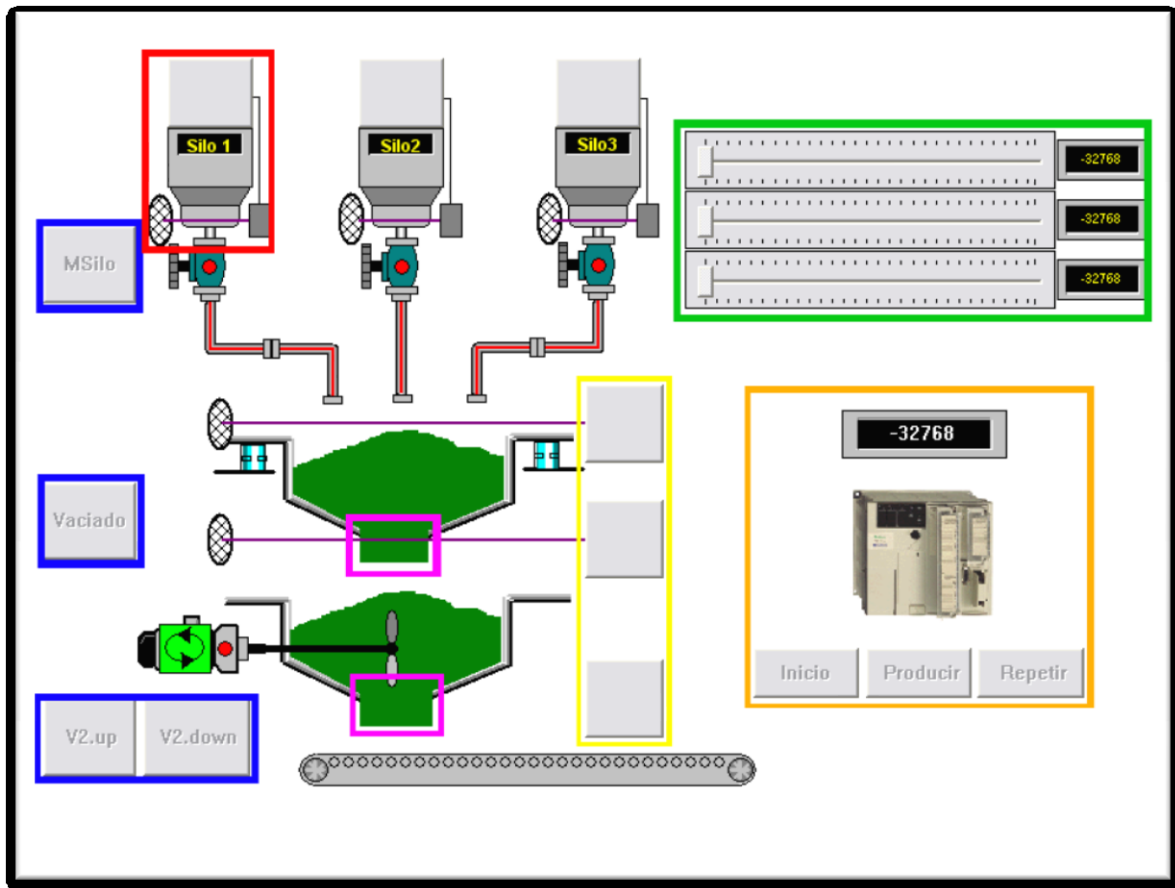 Silo 1
Silo2
Silo3
-32768
-32768
-32768
MSilo
-32768
Vaciado
Inicio
Producir
Repetir
V2.up
V2.down